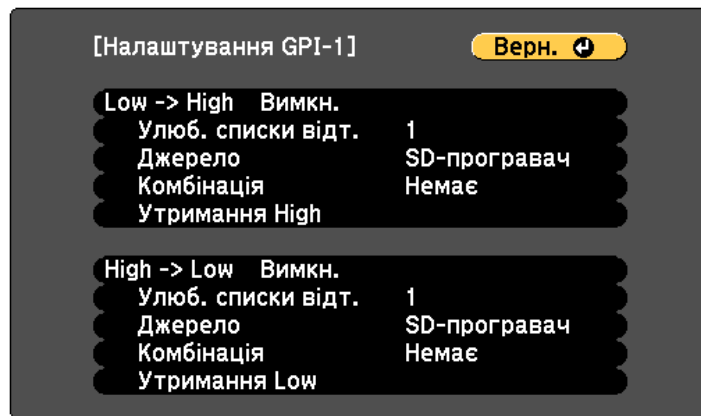 [Налаштування GPI-1] Верн.
Low -> High Вимкн.
Улюб. списки відт. 1
Джерело SD-програвач
Комбінація Немає
Утримання High
High -> Low Вимкн.
Улюб. списки відт. 1
Джерело SD-програвач
Комбінація Немає
Утримання Low